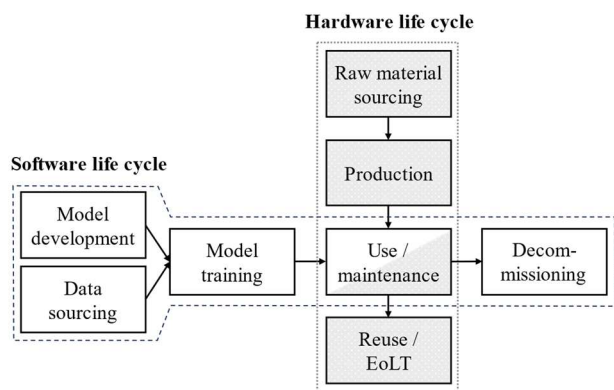 Hardware life cycle
Raw material
sourcing
Production
Software life cycle
Model
development
Data
sourcing
Model
training
Use /
maintenance
Decom-
missioning
Reuse /
EoLT